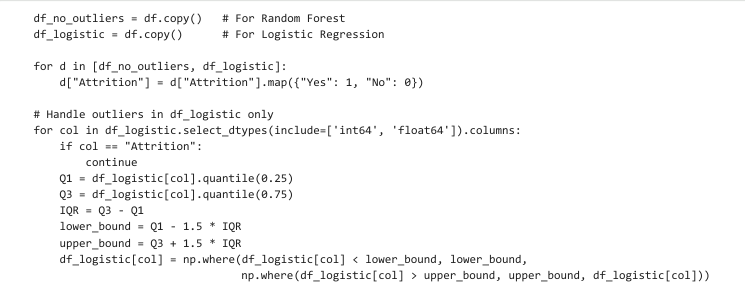 df_no_outliers = df.copy()   # For Random Forest
df_logistic = df.copy()      # For Logistic Regression

for d in [df_no_outliers, df_logistic]:
    d["Attrition"] = d["Attrition"].map({"Yes": 1, "No": 0})

# Handle outliers in df_logistic only
for col in df_logistic.select_dtypes(include=['int64', 'float64']).columns:
    if col == "Attrition":
        continue
    Q1 = df_logistic[col].quantile(0.25)
    Q3 = df_logistic[col].quantile(0.75)
    IQR = Q3 - Q1
    lower_bound = Q1 - 1.5 * IQR
    upper_bound = Q3 + 1.5 * IQR
    df_logistic[col] = np.where(df_logistic[col] < lower_bound, lower_bound,
                                np.where(df_logistic[col] > upper_bound, upper_bound, df_logistic[col]))